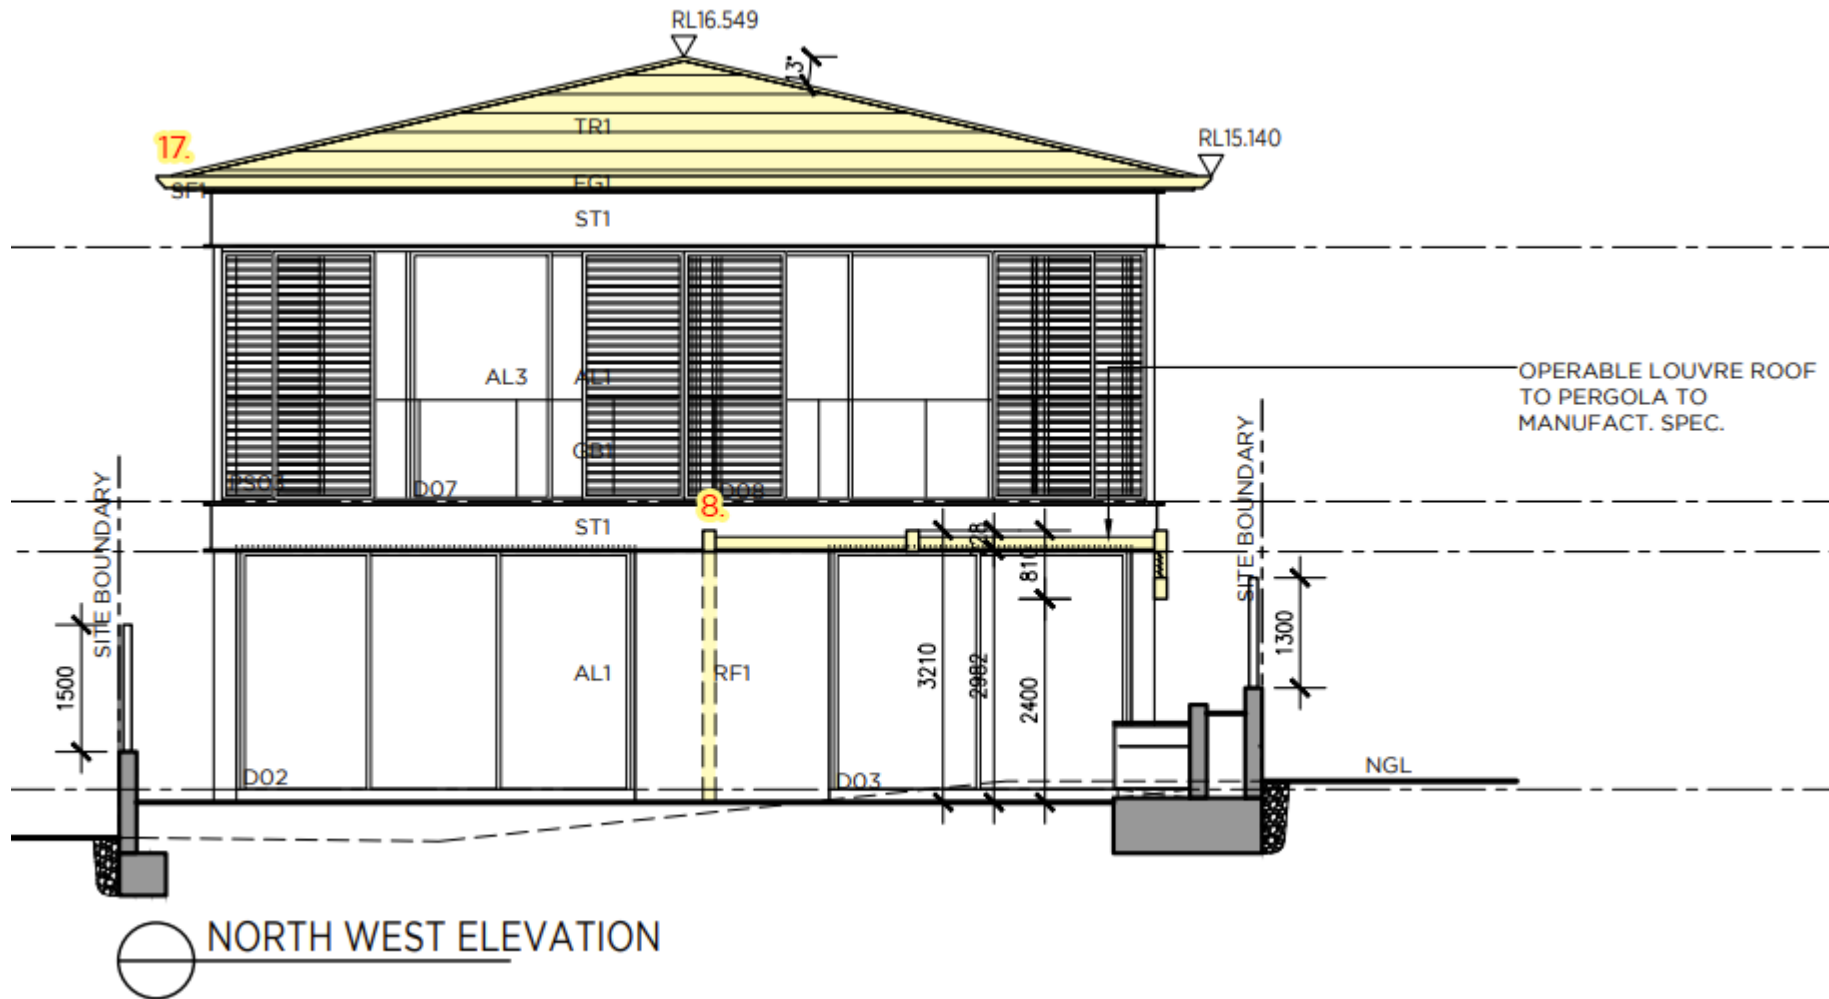 RL16.549
13°
17.
TR1
RL15.140
SF1
FG1
ST1
AL3
AL1
OPERABLE LOUVRE ROOF
TO PERGOLA TO
MANUFACT. SPEC.
GB1
PS03
D07
D08
SITE BOUNDARY
SITE BOUNDARY
8.
ST1
810
1500
AL1
RF1
3210
2982
2400
1300
D02
D03
NGL
NORTH WEST ELEVATION